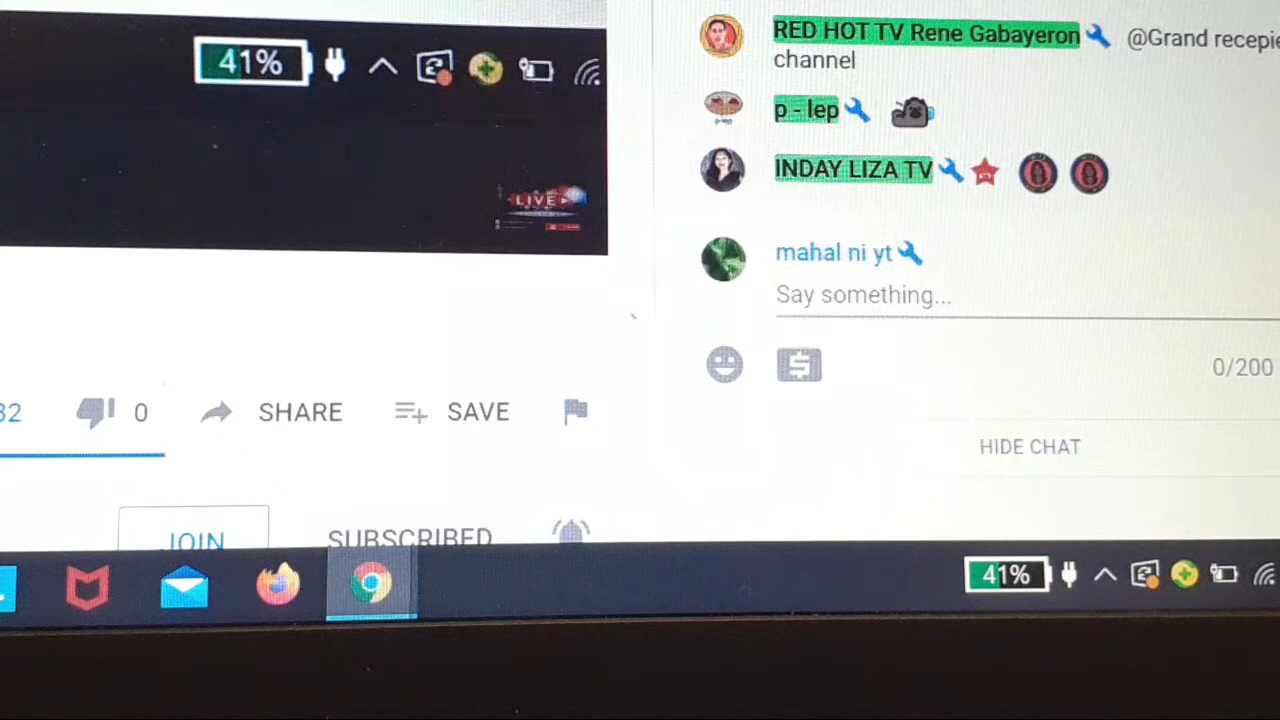 41%
LIVE
RED HOT TV Rene Gabayeron @Grand recepie
channel
p - lep
INDAY LIZA TV
mahal ni yt
Say something...
0/200
HIDE CHAT
32 0 SHARE SAVE
JOIN SUBSCRIBED
41%